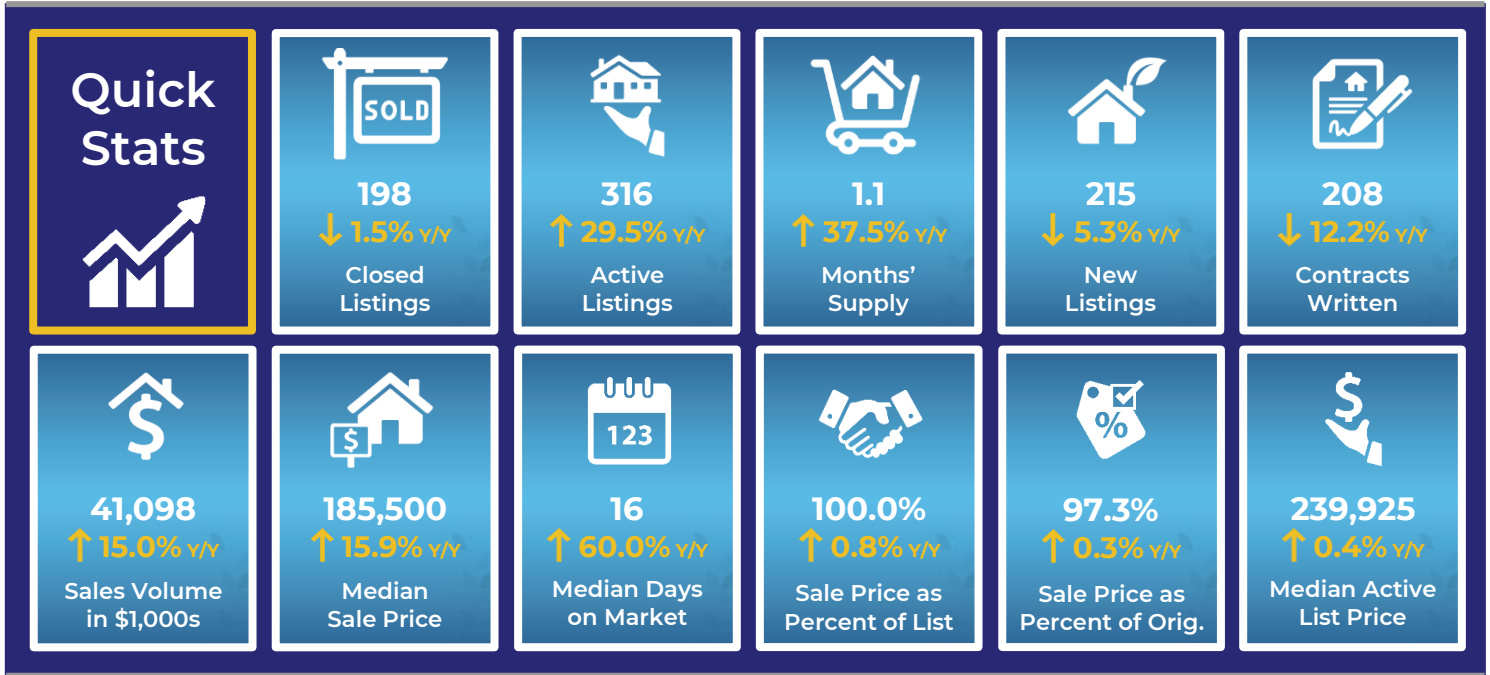 Quick
Stats
SOLD
198
↓ 1.5% Y/Y
Closed
Listings
316
↑ 29.5% Y/Y
Active
Listings
1.1
↑ 37.5% Y/Y
Months’
Supply
215
↓ 5.3% Y/Y
New
Listings
208
↓ 12.2% Y/Y
Contracts
Written
$
41,098
↑ 15.0% Y/Y
Sales Volume
in $1,000s
$
185,500
↑ 15.9% Y/Y
Median
Sale Price
123
16
↑ 60.0% Y/Y
Median Days
on Market
100.0%
↑ 0.8% Y/Y
Sale Price as
Percent of List
%
97.3%
↑ 0.3% Y/Y
Sale Price as
Percent of Orig.
$
239,925
↑ 0.4% Y/Y
Median Active
List Price